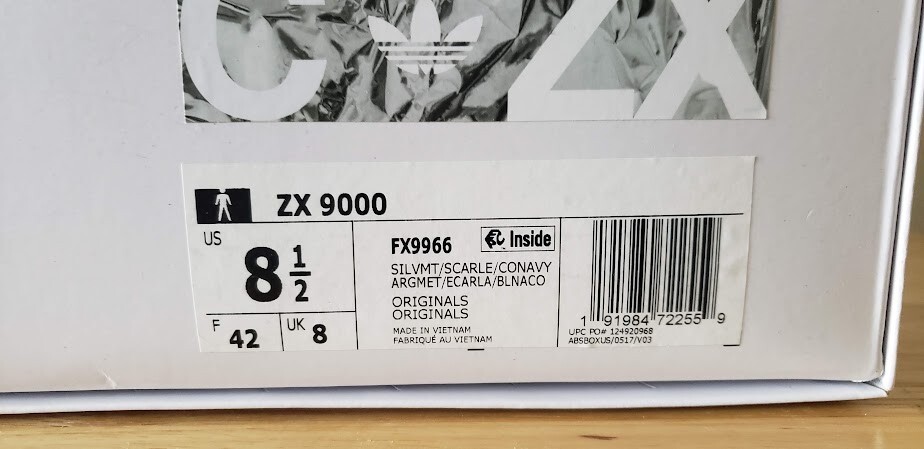 C ZX
ZX 9000
US
8 1/2
F 42
UK 8
FX9966
Inside
SILVMT/SCARLE/CONAVY
ARGMET/ECARLA/BLNACO
ORIGINALS
ORIGINALS
MADE IN VIETNAM
FABRIQUÉ AU VIETNAM
1 91984 72255 9
UPC PO# 124920968
ABSBOXUS/0517/V03